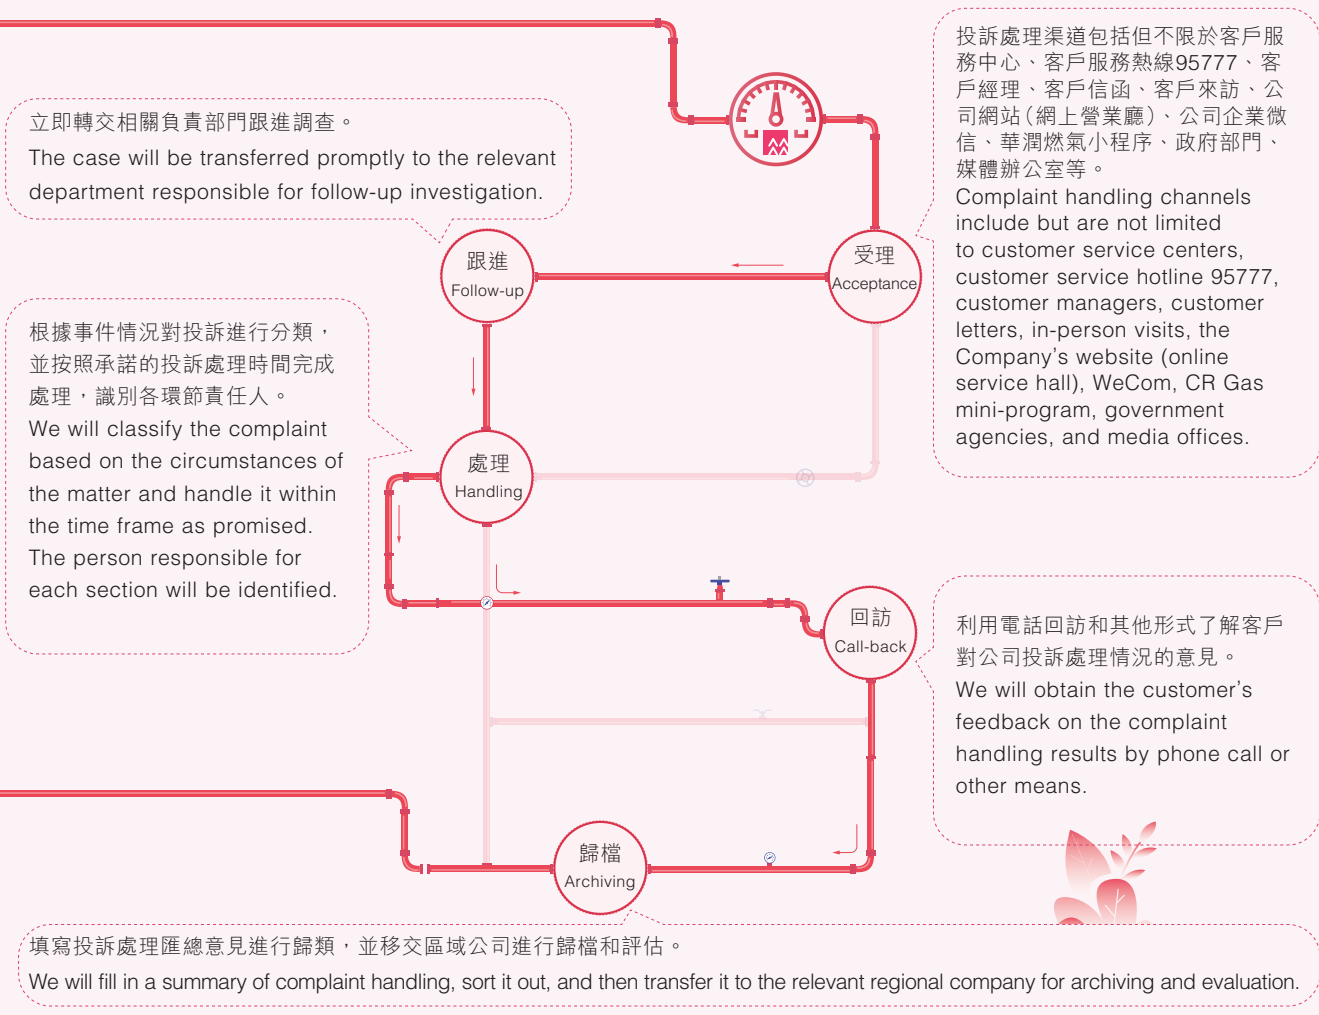 投訴處理渠道包括但不限於客戶服
務中心、客戶服務熱線95777、客
戶經理、客戶信函、客戶來訪、公
司網站(網上營業廳)、公司企業微
信、華潤燃氣小程序、政府部門、
媒體辦公室等。
Complaint handling channels
include but are not limited
to customer service centers,
customer service hotline 95777,
customer managers, customer
letters, in-person visits, the
Company's website (online
service hall), WeCom, CR Gas
mini-program, government
agencies, and media offices.
受理
Acceptance
立即轉交相關負責部門跟進調查。
The case will be transferred promptly to the relevant
department responsible for follow-up investigation.
跟進
Follow-up
根據事件情況對投訴進行分類，
並按照承諾的投訴處理時間完成
處理，識別各環節責任人。
We will classify the complaint
based on the circumstances of
the matter and handle it within
the time frame as promised.
The person responsible for
each section will be identified.
處理
Handling
回訪
Call-back
利用電話回訪和其他形式了解客戶
對公司投訴處理情況的意見。
We will obtain the customer's
feedback on the complaint
handling results by phone call or
other means.
歸檔
Archiving
填寫投訴處理匯總意見進行歸類，並移交區域公司進行歸檔和評估。
We will fill in a summary of complaint handling, sort it out, and then transfer it to the relevant regional company for archiving and evaluation.